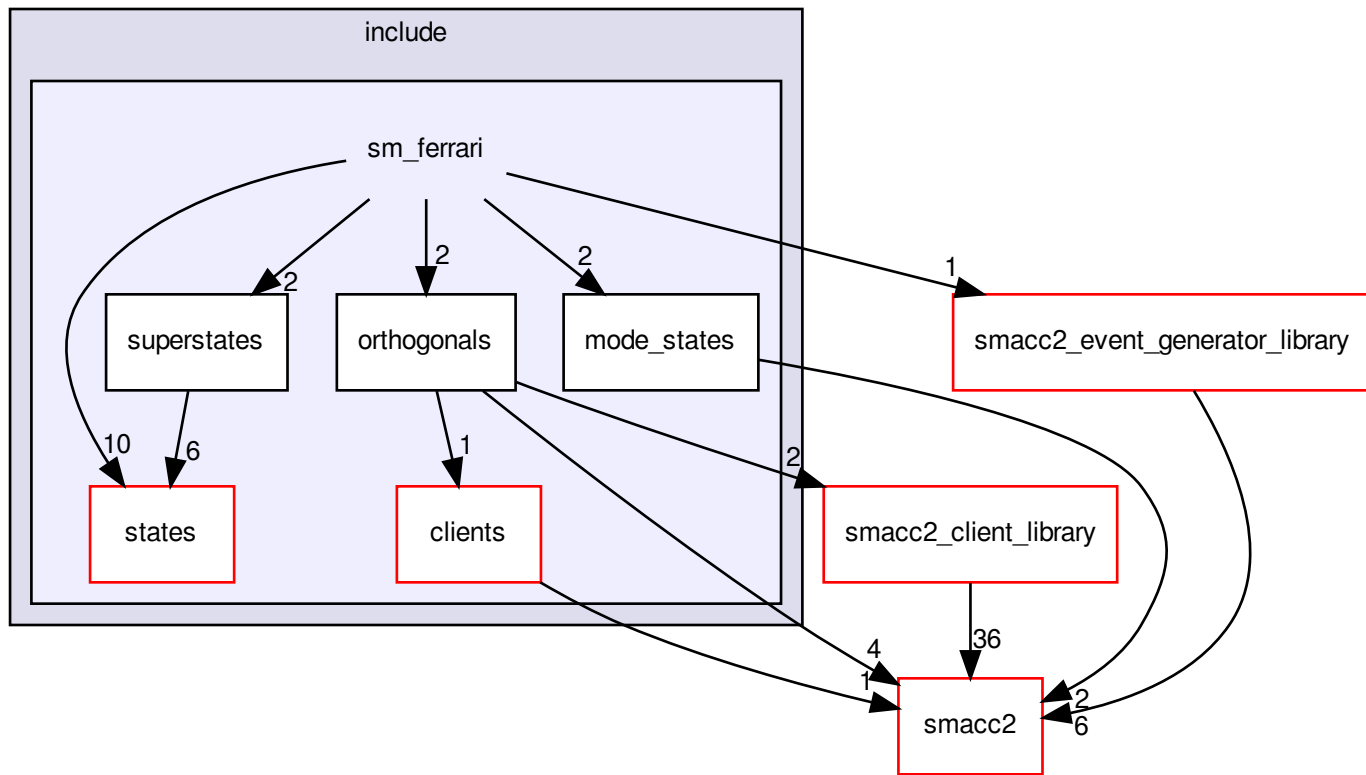 include
sm_ferrari
2
2
2
1
superstates
orthogonals
mode_states
smacc2_event_generator_library
10
6
1
2
states
clients
smacc2_client_library
4
1
36
2
6
smacc2